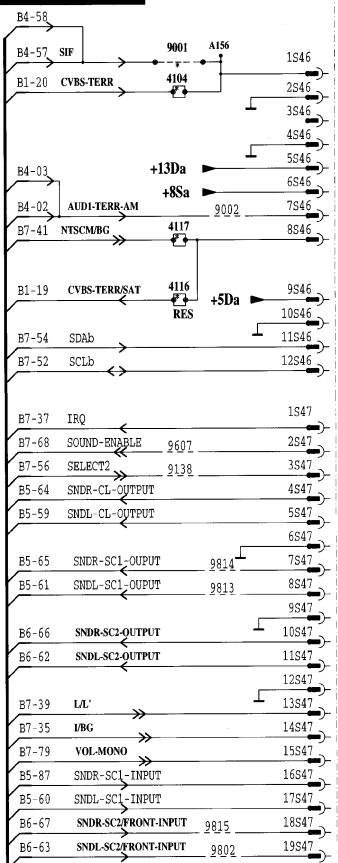 B4-58
B4-57 SIF 9001 A156 1S46
B1-20 CVBS-TERR 4104 2S46
3S46
4S46
+13Da 5S46
B4-03 +8Sa 6S46
B4-02 AUD1-TERR-AM 9002 7S46
B7-41 NTSCM/BG 4117 8S46
B1-19 CVBS-TERR/SAT 4116 RES +5Da 9S46
10S46
B7-54 SDAb 11S46
B7-52 SCLb 12S46
B7-37 IRQ 1S47
B7-68 SOUND-ENABLE 9607 2S47
B7-56 SELECT2 9138 3S47
B5-64 SNDR-CL-OUTPUT 4S47
B5-59 SNDL-CL-OUTPUT 5S47
6S47
B5-65 SNDR-SC1-OUPUT 9814 7S47
B5-61 SNDL-SC1-OUPUT 9813 8S47
9S47
B6-66 SNDR-SC2-OUTPUT 10S47
B6-62 SNDL-SC2-OUTPUT 11S47
12S47
B7-39 L/L' 13S47
B7-35 I/BG 14S47
B7-79 VOL-MONO 15S47
B5-87 SNDR-SC1-INPUT 16S47
B5-60 SNDL-SC1-INPUT 17S47
B6-67 SNDR-SC2/FRONT-INPUT 9815 18S47
B6-63 SNDL-SC2/FRONT-INPUT 9802 19S47